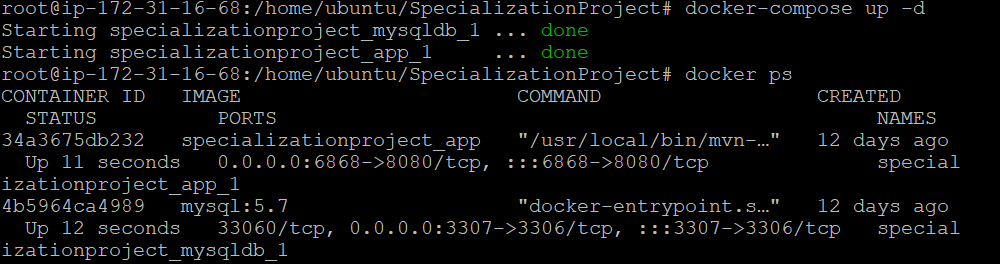 root@ip-172-31-16-68:/home/ubuntu/SpecializationProject# docker-compose up -d
Starting specializationproject_mysqldb_1 ... done
Starting specializationproject_app_1     ... done
root@ip-172-31-16-68:/home/ubuntu/SpecializationProject# docker ps
CONTAINER ID   IMAGE                       COMMAND                  CREATED
  STATUS          PORTS                                                    NAMES
34a3675db232   specializationproject_app   "/usr/local/bin/mvn-…"   12 days ago
  Up 11 seconds   0.0.0.0:6868->8080/tcp, :::6868->8080/tcp                special
izationproject_app_1
4b5964ca4989   mysql:5.7                   "docker-entrypoint.s…"   12 days ago
  Up 12 seconds   33060/tcp, 0.0.0.0:3307->3306/tcp, :::3307->3306/tcp     special
izationproject_mysqldb_1